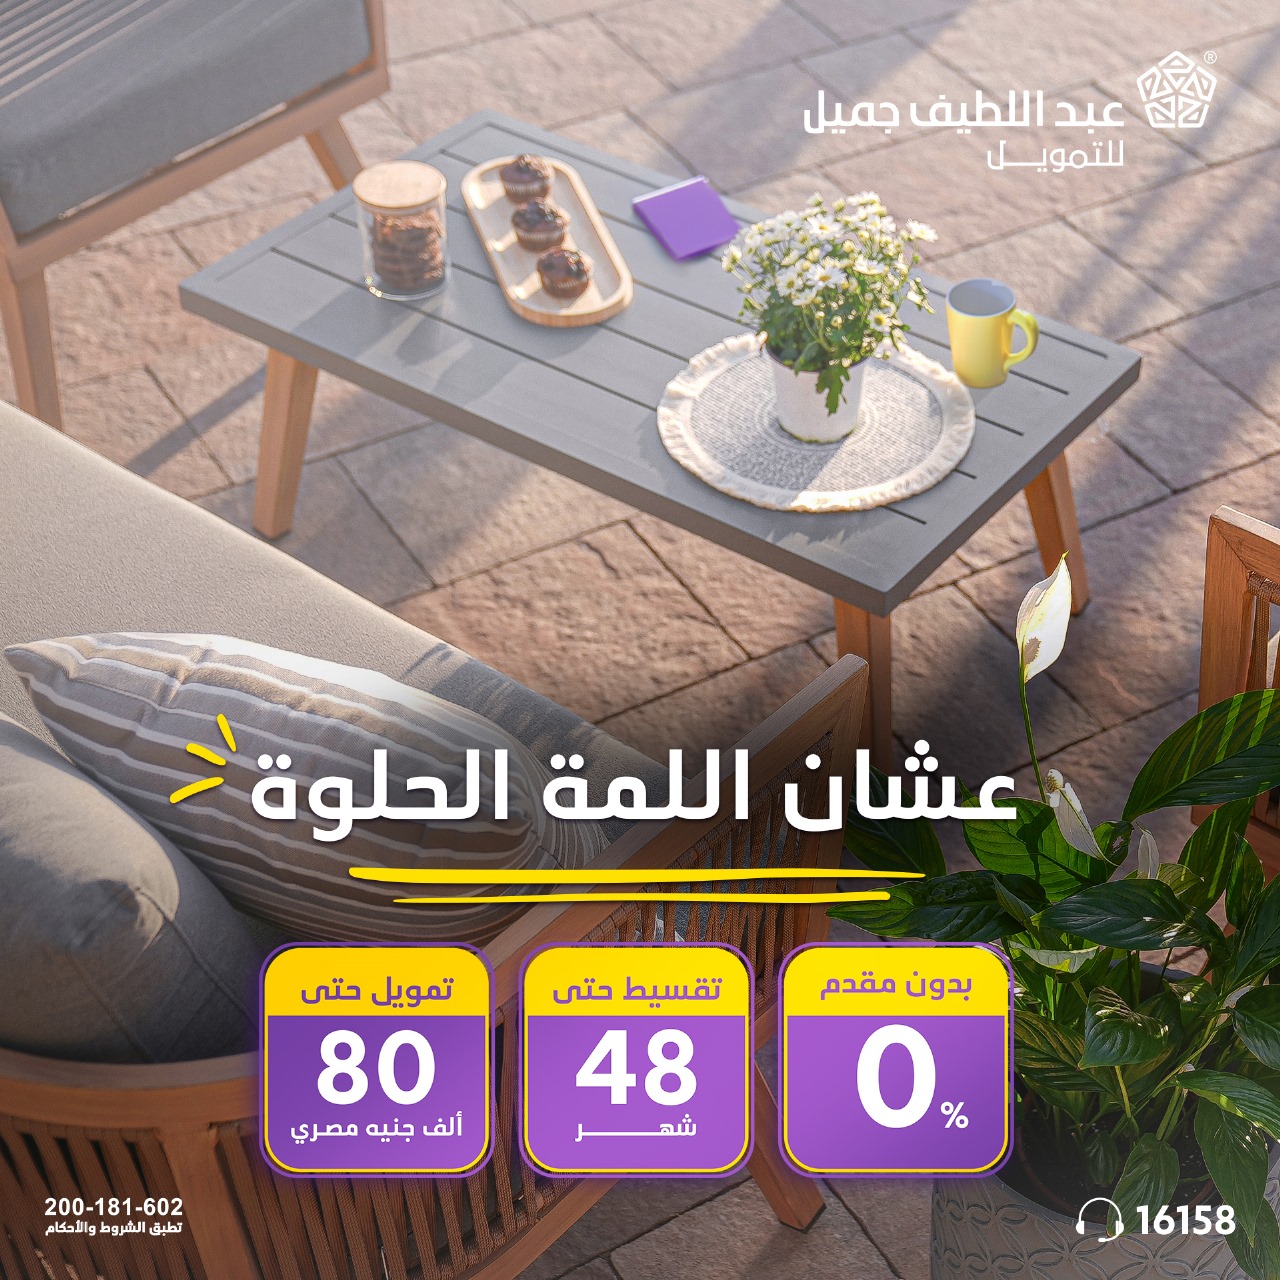 عبد اللطيف جميل ®
للتمويـــل
عشان اللمة الحلوة
بدون مقدم
0%
تقسيط حتى
48
شهـــــــر
تمويل حتى
80
ألف جنيه مصري
200-181-602
تطبق الشروط والأحكام
16158